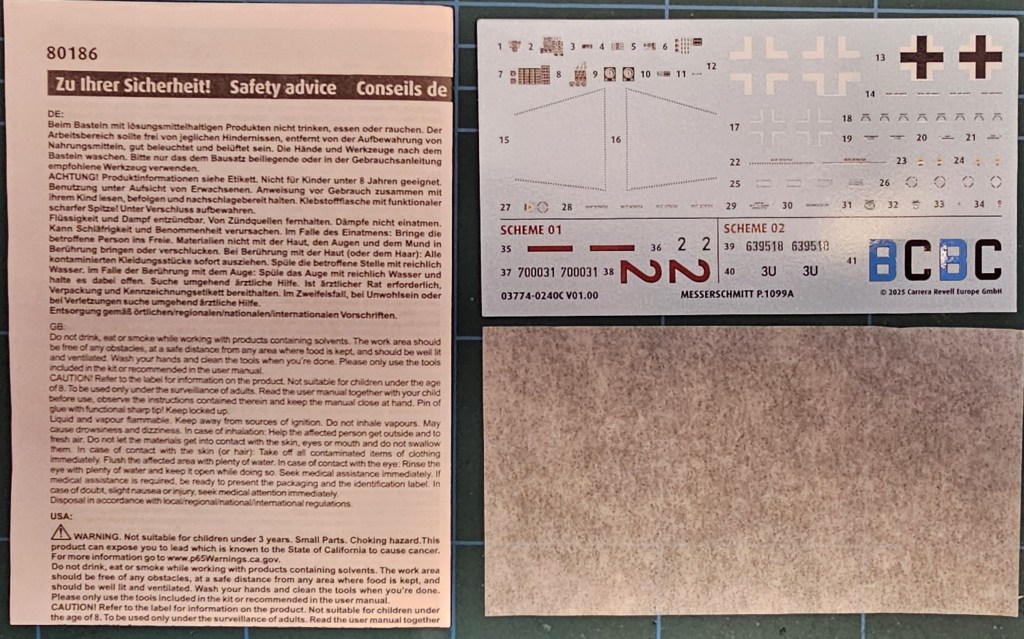 80186
Zu Ihrer Sicherheit! Safety advice Conseils de
DE:
Beim Basteln mit lösungsmittelhaltigen Produkten nicht trinken, essen oder rauchen. Der
Arbeitsbereich sollte frei von jeglichen Hindernissen, entfernt von der Aufbewahrung von
Nahrungsmitteln, gut beleuchtet und belüftet sein. Die Hände und Werkzeuge nach dem
Basteln waschen. Bitte nur das dem Bausatz beiliegende oder in der Gebrauchsanleitung
empfohlene Werkzeug verwenden.
ACHTUNG! Produktinformationen siehe Etikett. Nicht für Kinder unter 8 Jahren geeignet.
Benutzung unter Aufsicht von Erwachsenen. Anweisung vor Gebrauch zusammen mit
Ihrem Kind lesen, befolgen und nachschlagebereit halten. Klebstoffflasche mit funktionaler
scharfer Spitze! Unter Verschluss aufbewahren.
Flüssigkeit und Dampf entzündbar. Von Zündquellen fernhalten. Dämpfe nicht einatmen.
Kann Schläfrigkeit und Benommenheit verursachen. Im Falle des Einatmens: Bringe die
betroffene Person ins Freie. Materialien nicht mit der Haut, den Augen und dem Mund in
Berührung bringen oder verschlucken. Bei Berührung mit der Haut (oder dem Haar): Alle
kontaminierten Kleidungsstücke sofort ausziehen. Spüle die betroffene Stelle mit reichlich
Wasser. Im Falle der Berührung mit dem Auge: Spüle das Auge mit reichlich Wasser und
halte es dabei offen. Suche umgehend ärztliche Hilfe. Ist ärztlicher Rat erforderlich,
Verpackung und Kennzeichnungsetikett bereithalten. Im Zweifelsfall, bei Unwohlsein oder
bei Verletzungen suche umgehend ärztliche Hilfe.
Entsorgung gemäß örtlichen/regionalen/nationalen/internationalen Vorschriften.
GB:
Do not drink, eat or smoke while working with products containing solvents. The work area should
be free of any obstacles, at a safe distance from any area where food is kept, and should be well lit
and ventilated. Wash your hands and clean the tools when you're done. Please only use the tools
included in the kit or recommended in the user manual.
CAUTION! Refer to the label for information on the product. Not suitable for children under the age
of 8. To be used only under the surveillance of adults. Read the user manual together with your child
before use, observe the instructions contained therein and keep the manual close at hand. Pin of
glue with functional sharp tip! Keep locked up.
Liquid and vapour flammable. Keep away from sources of ignition. Do not inhale vapours. May
cause drowsiness and dizziness. In case of inhalation: Help the affected person get outside and to
fresh air. Do not let the materials get into contact with the skin, eyes or mouth and do not swallow
them. In case of contact with the skin (or hair): Take off all contaminated items of clothing
immediately. Flush the affected area with plenty of water. In case of contact with the eye: Rinse the
eye with plenty of water and keep it open while doing so. Seek medical assistance immediately. If
medical assistance is required, be ready to present the packaging and the identification label. In
case of doubt, slight nausea or injury, seek medical attention immediately.
Disposal in accordance with local/regional/national/international regulations.
USA:
WARNING. Not suitable for children under 3 years. Small Parts. Choking hazard.This
product can expose you to lead which is known to the State of California to cause cancer.
For more information go to www.p65Warnings.ca.gov.
Do not drink, eat or smoke while working with products containing solvents. The work area
should be free of any obstacles, at a safe distance from any area where food is kept, and
should be well lit and ventilated. Wash your hands and clean the tools when you're done.
Please only use the tools included in the kit or recommended in the user manual.
CAUTION! Refer to the label for information on the product. Not suitable for children under
the age of 8. To be used only under the surveillance of adults. Read the user manual together
1 2 3 4 5 6
7 8 9 10 11 12
13
14
15 16
17 18
19 20 21
22 23 24
25 26
27 28 29 30 31 32 33 34
SCHEME 01
35 36 2 2
37 700031 700031 38 2 2
SCHEME 02
39 639518 639518
40 3U 3U
41 B C B C
03774-0240C V01.00 MESSERSCHMITT P.1099A © 2025 Carrera Revell Europe GmbH